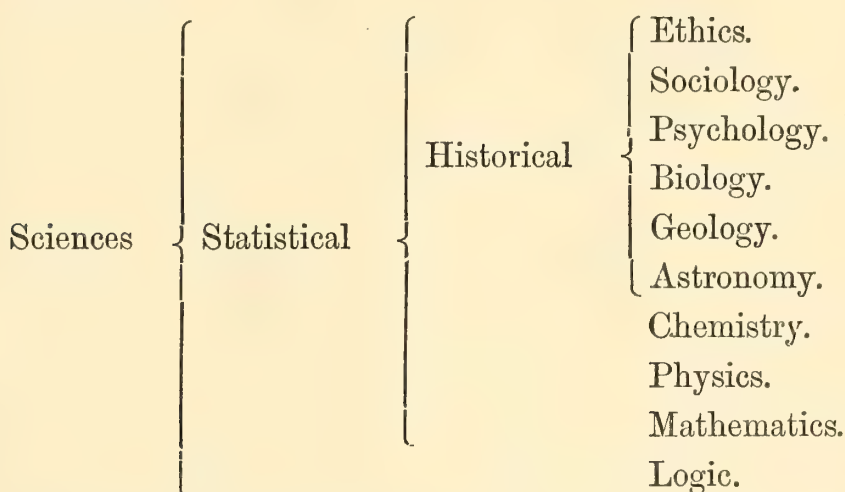 Ethics.
Sociology.
Psychology.
Historical
Biology.
Sciences Statistical Geology.
Astronomy.
Chemistry.
Physics.
Mathematics.
Logic.